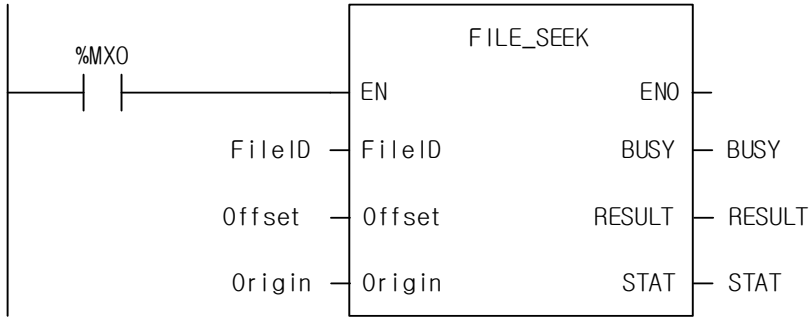 FILE_SEEK
%MX0
EN ENO
FileID FileID BUSY BUSY
Offset Offset RESULT RESULT
Origin Origin STAT STAT